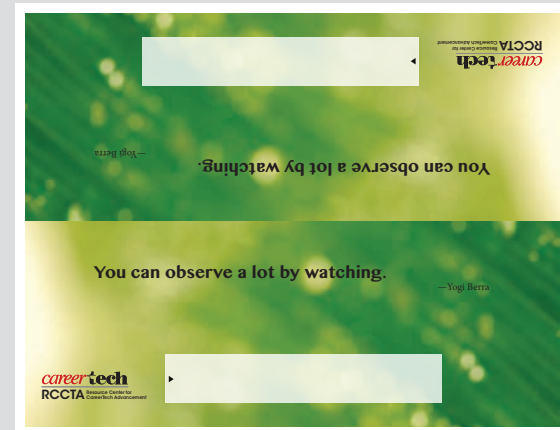 RCCTA Resource Center for
CareerTech Advancement
careertech
You can observe a lot by watching.
—Yogi Berra
You can observe a lot by watching.
—Yogi Berra
careertech
RCCTA Resource Center for
CareerTech Advancement